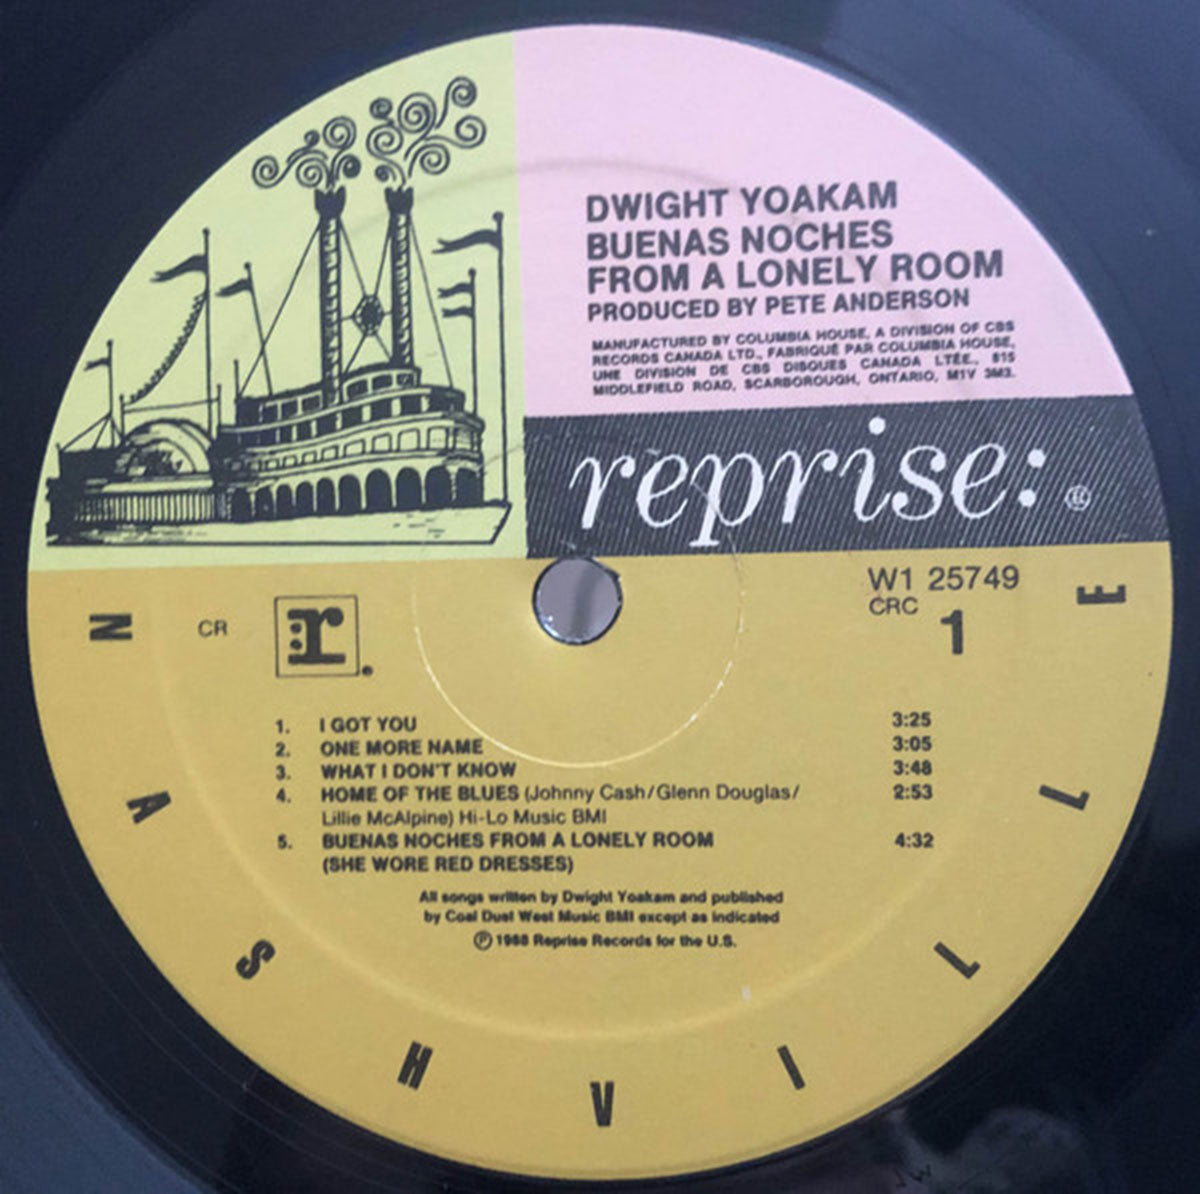 DWIGHT YOAKAM
BUENAS NOCHES
FROM A LONELY ROOM
PRODUCED BY PETE ANDERSON
MANUFACTURED BY COLUMBIA HOUSE, A DIVISION OF CBS
RECORDS CANADA LTD., FABRIQUÉ PAR COLUMBIA HOUSE,
UNE DIVISION DE CBS DISQUES CANADA LTÉE., 815
MIDDLEFIELD ROAD, SCARBOROUGH, ONTARIO, M1V 3M3.
reprise: ®
W1 25749
CRC
1
CR
:r.
1. I GOT YOU 3:25
2. ONE MORE NAME 3:05
3. WHAT I DON'T KNOW 3:48
4. HOME OF THE BLUES (Johnny Cash/Glenn Douglas/ 2:53
Lillie McAlpine) Hi-Lo Music BMI
5. BUENAS NOCHES FROM A LONELY ROOM 4:32
(SHE WORE RED DRESSES)
All songs written by Dwight Yoakam and published
by Coal Dust West Music BMI except as indicated
Ⓟ 1988 Reprise Records for the U.S.
NASHVILLE